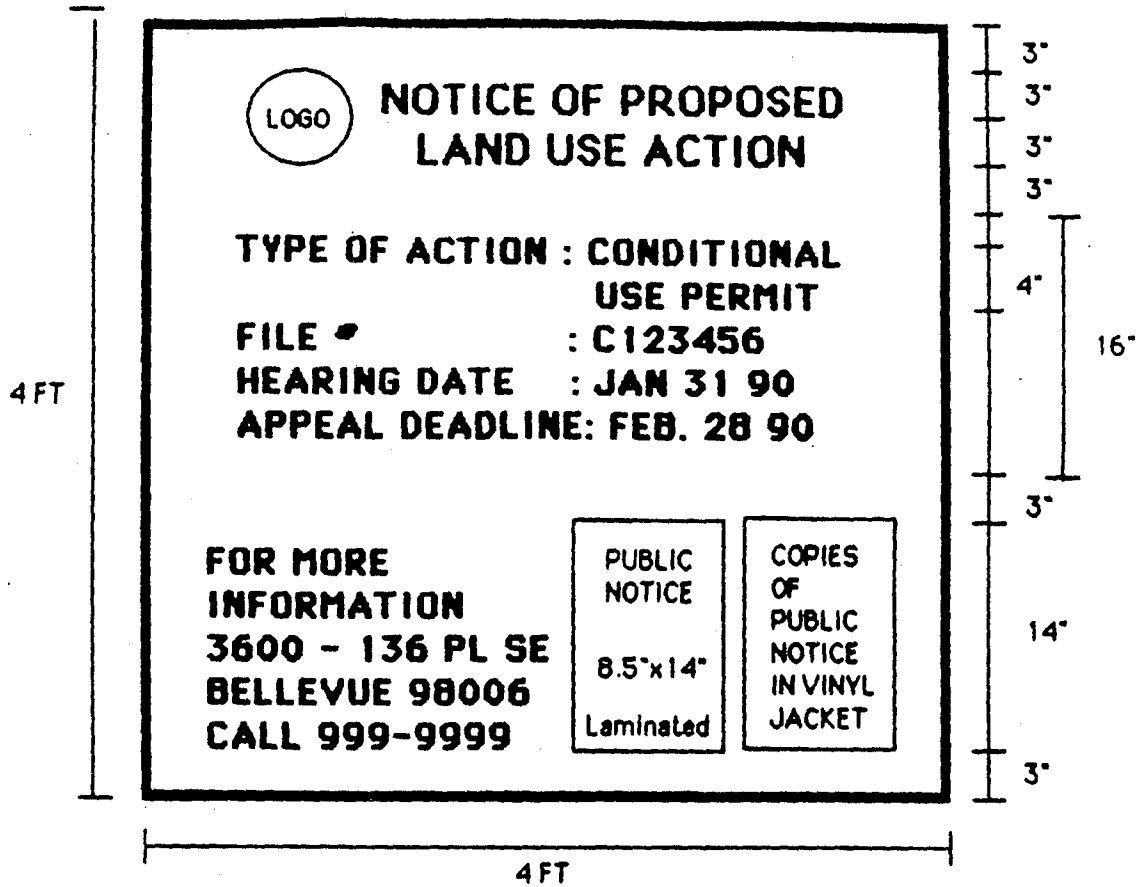 LOGO
NOTICE OF PROPOSED
LAND USE ACTION
TYPE OF ACTION : CONDITIONAL
USE PERMIT
FILE # : C123456
HEARING DATE : JAN 31 90
APPEAL DEADLINE: FEB. 28 90
FOR MORE
INFORMATION
3600 - 136 PL SE
BELLEVUE 98006
CALL 999-9999
PUBLIC
NOTICE
8.5"x14"
Laminated
COPIES
OF
PUBLIC
NOTICE
IN VINYL
JACKET
4 FT
4 FT
3"
3"
3"
3"
4"
16"
3"
14"
3"